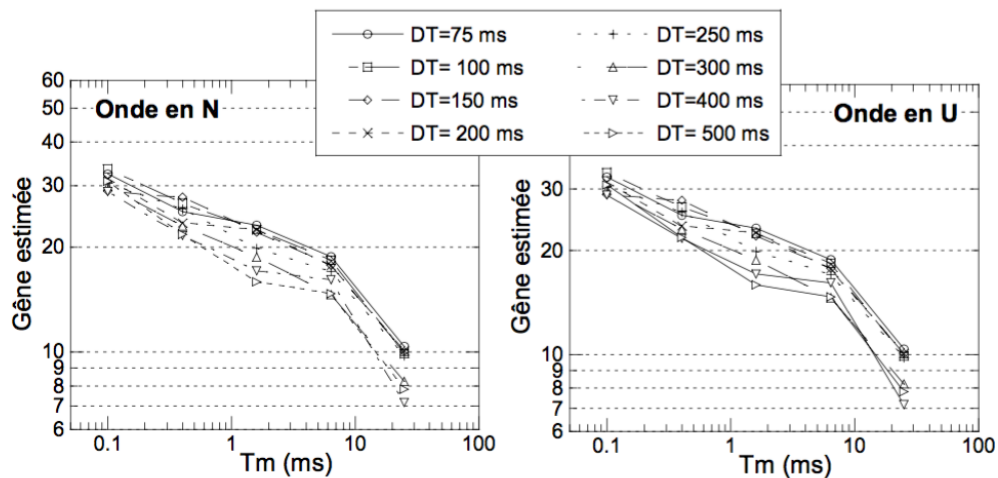 DT=75 ms
DT= 100 ms
DT=150 ms
DT= 200 ms
DT=250 ms
DT=300 ms
DT=400 ms
DT= 500 ms
Onde en N
Gêne estimée
60
50
40
30
20
10
9
8
7
6
0.1
1
10
100
Tm (ms)
Onde en U
Gêne estimée
30
20
10
9
8
7
6
0.1
1
10
100
Tm (ms)